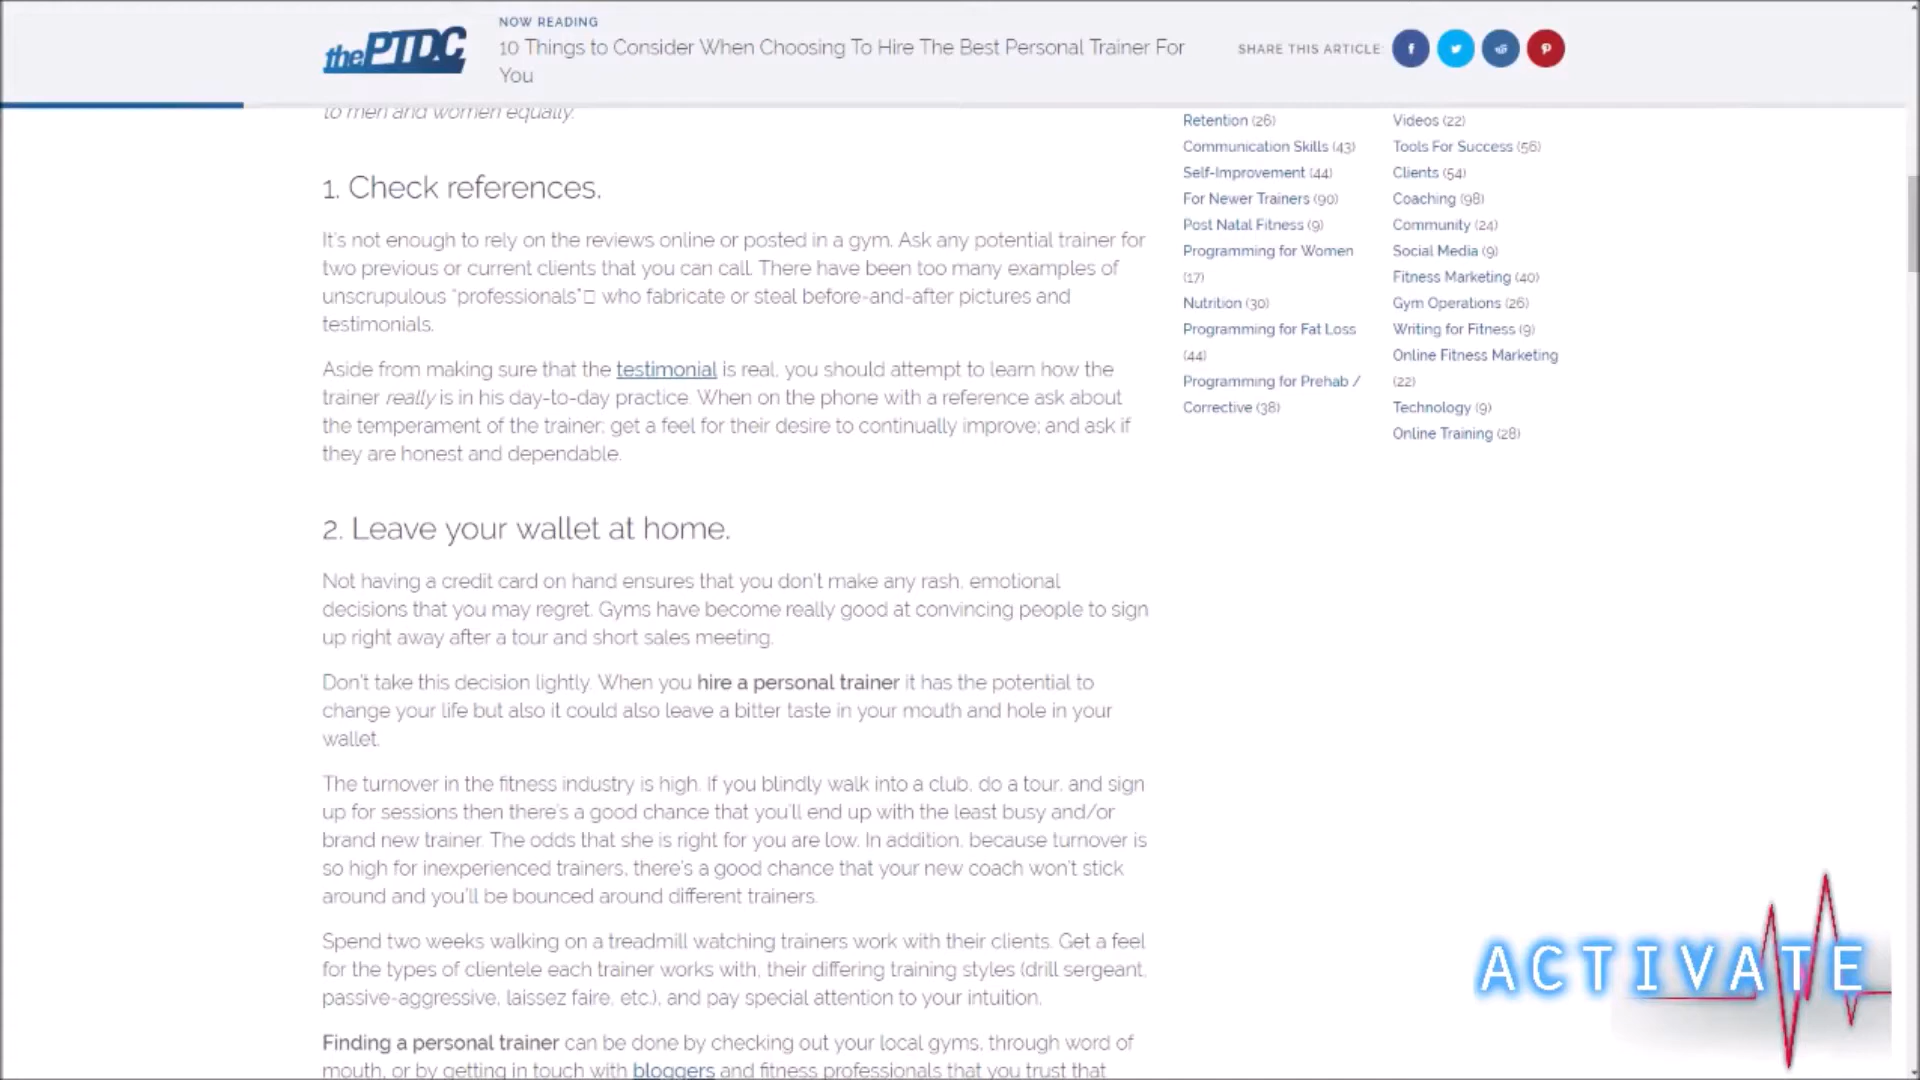 thePTDC
NOW READING
10 Things to Consider When Choosing To Hire The Best Personal Trainer For
You
SHARE THIS ARTICLE:
to men and women equally.
1. Check references.
It's not enough to rely on the reviews online or posted in a gym. Ask any potential trainer for
two previous or current clients that you can call. There have been too many examples of
unscrupulous “professionals”□ who fabricate or steal before-and-after pictures and
testimonials.
Aside from making sure that the testimonial is real, you should attempt to learn how the
trainer really is in his day-to-day practice. When on the phone with a reference ask about
the temperament of the trainer; get a feel for their desire to continually improve; and ask if
they are honest and dependable.
2. Leave your wallet at home.
Not having a credit card on hand ensures that you don't make any rash, emotional
decisions that you may regret. Gyms have become really good at convincing people to sign
up right away after a tour and short sales meeting.
Don't take this decision lightly. When you hire a personal trainer it has the potential to
change your life but also it could also leave a bitter taste in your mouth and hole in your
wallet.
The turnover in the fitness industry is high. If you blindly walk into a club, do a tour, and sign
up for sessions then there's a good chance that you'll end up with the least busy and/or
brand new trainer. The odds that she is right for you are low. In addition, because turnover is
so high for inexperienced trainers, there's a good chance that your new coach won't stick
around and you'll be bounced around different trainers.
Spend two weeks walking on a treadmill watching trainers work with their clients. Get a feel
for the types of clientele each trainer works with, their differing training styles (drill sergeant,
passive-aggressive, laissez faire, etc.), and pay special attention to your intuition.
Finding a personal trainer can be done by checking out your local gyms, through word of
mouth, or by getting in touch with bloggers and fitness professionals that you trust that
Retention (26)
Communication Skills (43)
Self-Improvement (44)
For Newer Trainers (90)
Post Natal Fitness (9)
Programming for Women
(17)
Nutrition (30)
Programming for Fat Loss
(44)
Programming for Prehab /
Corrective (38)
Videos (22)
Tools For Success (56)
Clients (54)
Coaching (98)
Community (24)
Social Media (9)
Fitness Marketing (40)
Gym Operations (26)
Writing for Fitness (9)
Online Fitness Marketing
(22)
Technology (9)
Online Training (28)
ACTIVATE